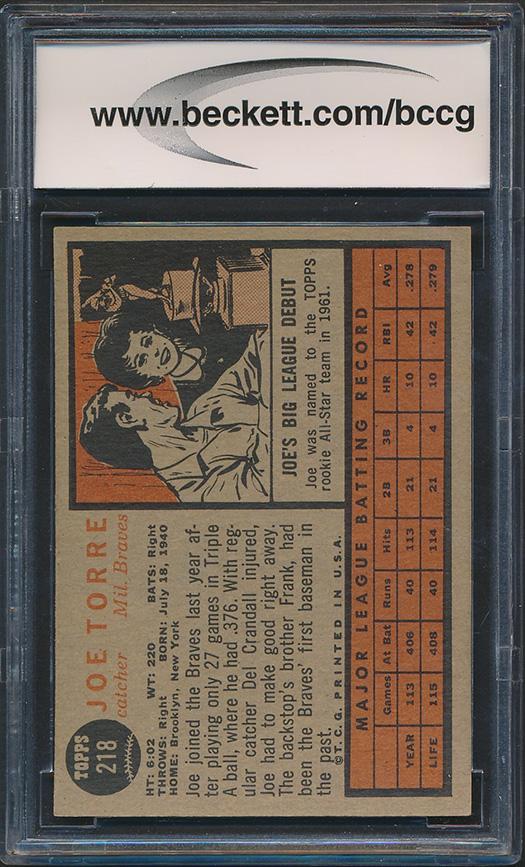 www.beckett.com/bccg
TOPPS
218
JOE TORRE
catcher Mil. Braves
HT: 6:02 WT: 220 BATS: Right
THROWS: Right BORN: July 18, 1940
HOME: Brooklyn, New York
Joe joined the Braves last year af-
ter playing only 27 games in Triple
A ball, where he had .376. With reg-
ular catcher Del Crandall injured,
Joe had to make good right away.
The backstop's brother Frank, had
been the Braves' first baseman in
the past.
©T.C.G. PRINTED IN U.S.A.
JOE'S BIG LEAGUE DEBUT
Joe was named to the TOPPS
rookie All-Star team in 1961.
MAJOR LEAGUE BATTING RECORD
Games At Bat Runs Hits 2B 3B HR RBI Avg
YEAR 113 406 40 113 21 4 10 42 .278
LIFE 115 408 40 114 21 4 10 42 .279